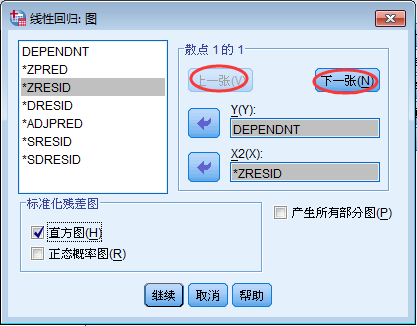 线性回归: 图
DEPENDNT
*ZPRED
*ZRESID
*DRESID
*ADJPRED
*SRESID
*SDRESID
散点 1 的 1
上一张(V)
下一张(N)
Y(Y):
DEPENDNT
X2(X):
*ZRESID
标准化残差图
直方图(H)
正态概率图(R)
产生所有部分图(P)
继续
取消
帮助